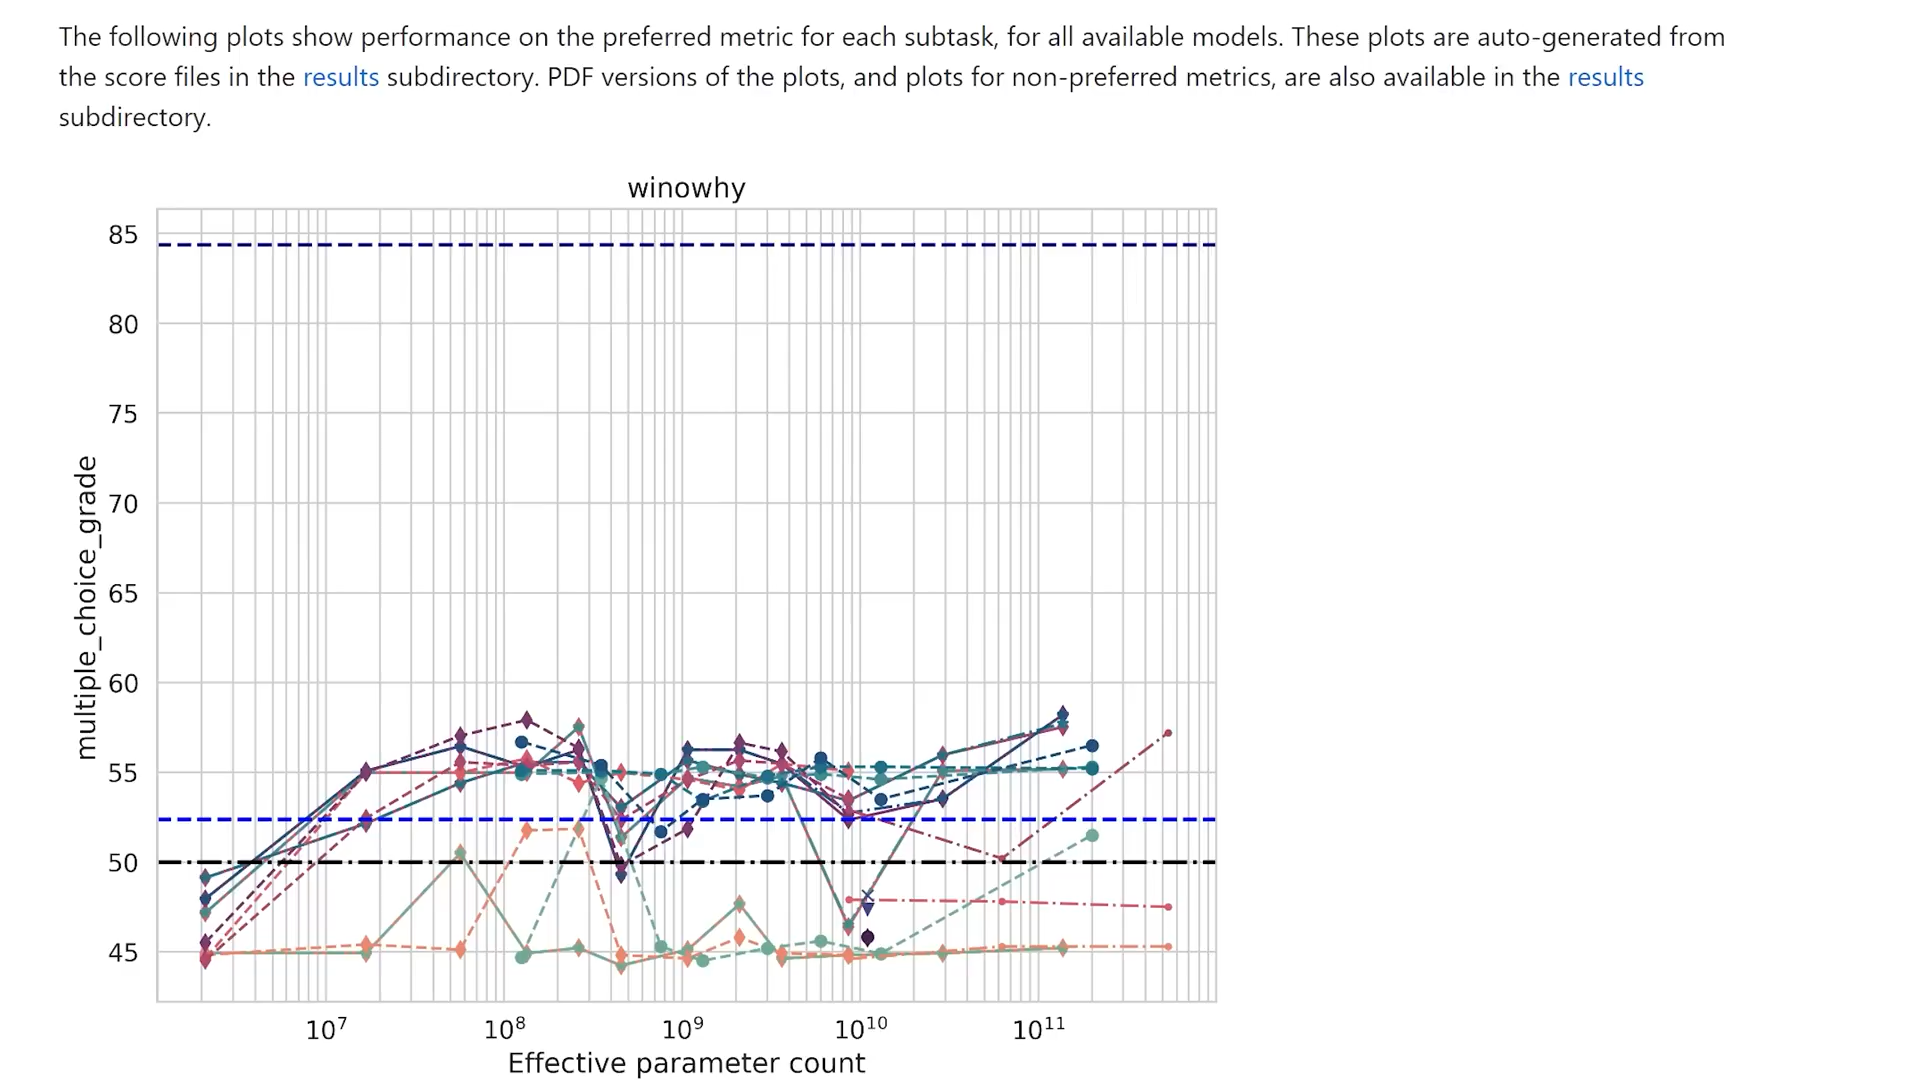 The following plots show performance on the preferred metric for each subtask, for all available models. These plots are auto-generated from
the score files in the results subdirectory. PDF versions of the plots, and plots for non-preferred metrics, are also available in the results
subdirectory.
winowhy
85
80
75
70
65
60
55
50
45
multiple_choice_grade
10⁷ 10⁸ 10⁹ 10¹⁰ 10¹¹
Effective parameter count